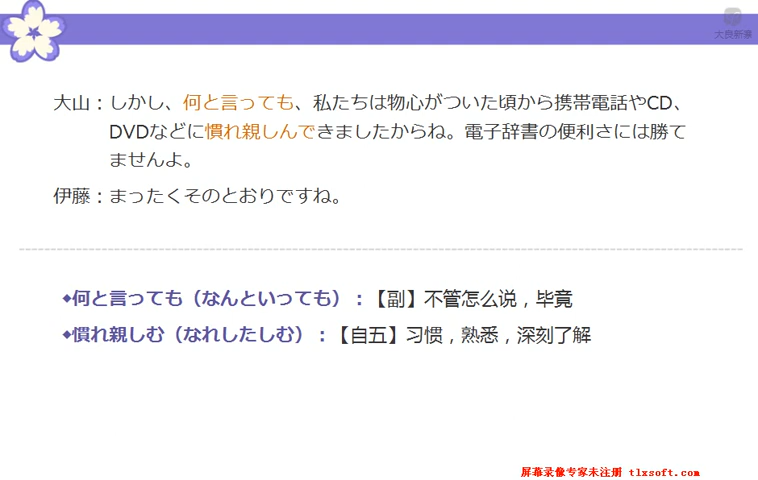 大良新濠
大山：しかし、何と言っても、私たちは物心がついた頃から携帯電話やCD、
DVDなどに慣れ親しんできましたからね。電子辞書の便利さには勝て
ませんよ。
伊藤：まったくそのとおりですね。
◆何と言っても（なんといっても）：【副】不管怎么说，毕竟
◆慣れ親しむ（なれしたしむ）：【自五】习惯，熟悉，深刻了解
屏幕录像专家未注册 tlxsoft.com